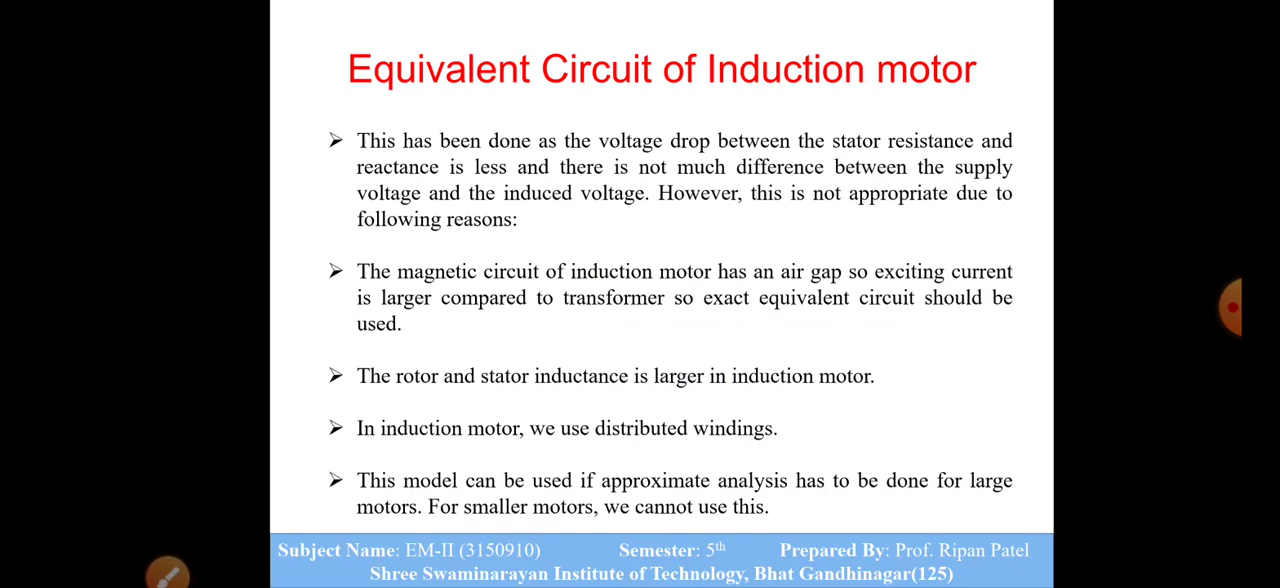 Equivalent Circuit of Induction motor
➢ This has been done as the voltage drop between the stator resistance and
reactance is less and there is not much difference between the supply
voltage and the induced voltage. However, this is not appropriate due to
following reasons:
➢ The magnetic circuit of induction motor has an air gap so exciting current
is larger compared to transformer so exact equivalent circuit should be
used.
➢ The rotor and stator inductance is larger in induction motor.
➢ In induction motor, we use distributed windings.
➢ This model can be used if approximate analysis has to be done for large
motors. For smaller motors, we cannot use this.
Subject Name: EM-II (3150910) Semester: 5th Prepared By: Prof. Ripan Patel
Shree Swaminarayan Institute of Technology, Bhat Gandhinagar(125)